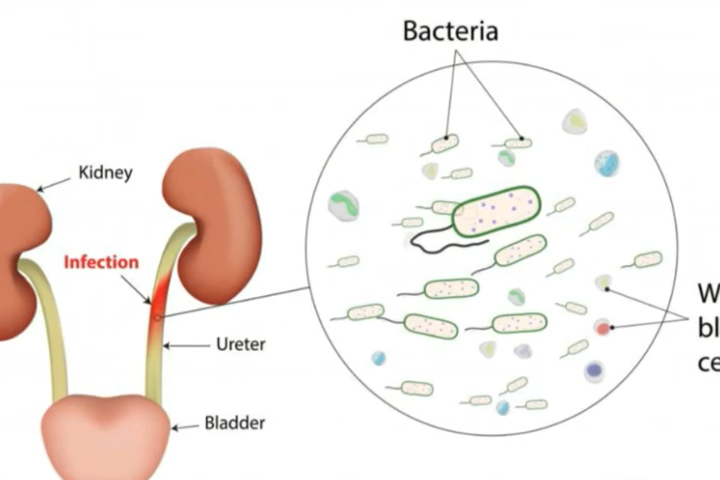 Bacteria
Kidney
Infection
Ureter
Bladder